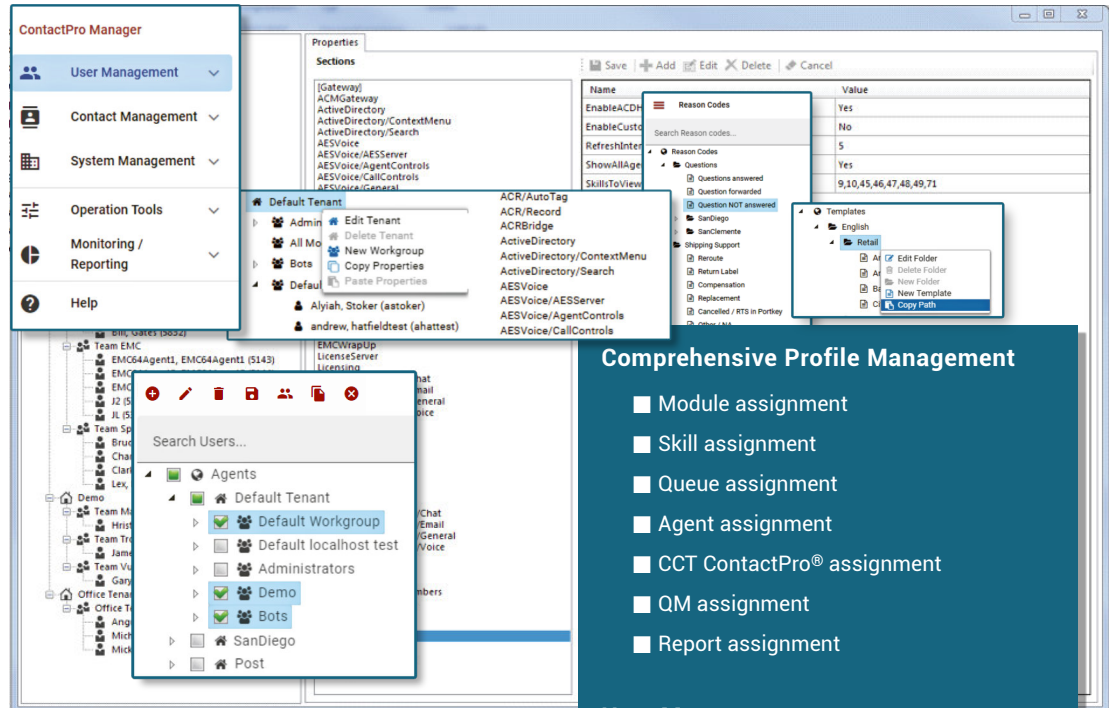 ContactPro Manager
User Management
Contact Management
System Management
Operation Tools
Monitoring /
Reporting
Help
Properties
Sections
[Gateway]
ACMGateway
ActiveDirectory
ActiveDirectory/ContextMenu
ActiveDirectory/Search
AESVoice
AESVoice/AESServer
AESVoice/AgentControls
AESVoice/CallControls
AESVoice/General
Save
Add
Edit
Delete
Cancel
Name
Value
Yes
No
5
Yes
9,10,45,46,47,48,49,71
Reason Codes
Search Reason codes...
Reason Codes
Questions
Questions answered
Question forwarded
Question NOT answered
SanDiego
SanClemente
Shipping Support
Reroute
Return Label
Compensation
Replacement
Cancelled / RTS in Portkey
Templates
English
Retail
Edit Folder
Delete Folder
New Folder
New Template
Copy Path
Default Tenant
Edit Tenant
Delete Tenant
New Workgroup
Copy Properties
Paste Properties
Bots
Alyiah, Stoker (astoker)
andrew, hatfieldtest (ahattest)
ACR/AutoTag
ACR/Record
ACRBridge
ActiveDirectory
ActiveDirectory/ContextMenu
ActiveDirectory/Search
AESVoice
AESVoice/AESServer
AESVoice/AgentControls
AESVoice/CallControls
EMCWrapUp
LicenseServer
Licensing
Bill, Gates (5832)
Team EMC
EMC64Agent1, EMC64Agent1 (5143)
Demo
Search Users...
Agents
Default Tenant
Default Workgroup
Default localhost test
Administrators
Demo
Bots
SanDiego
Post
Comprehensive Profile Management
Module assignment
Skill assignment
Queue assignment
Agent assignment
CCT ContactPro® assignment
QM assignment
Report assignment